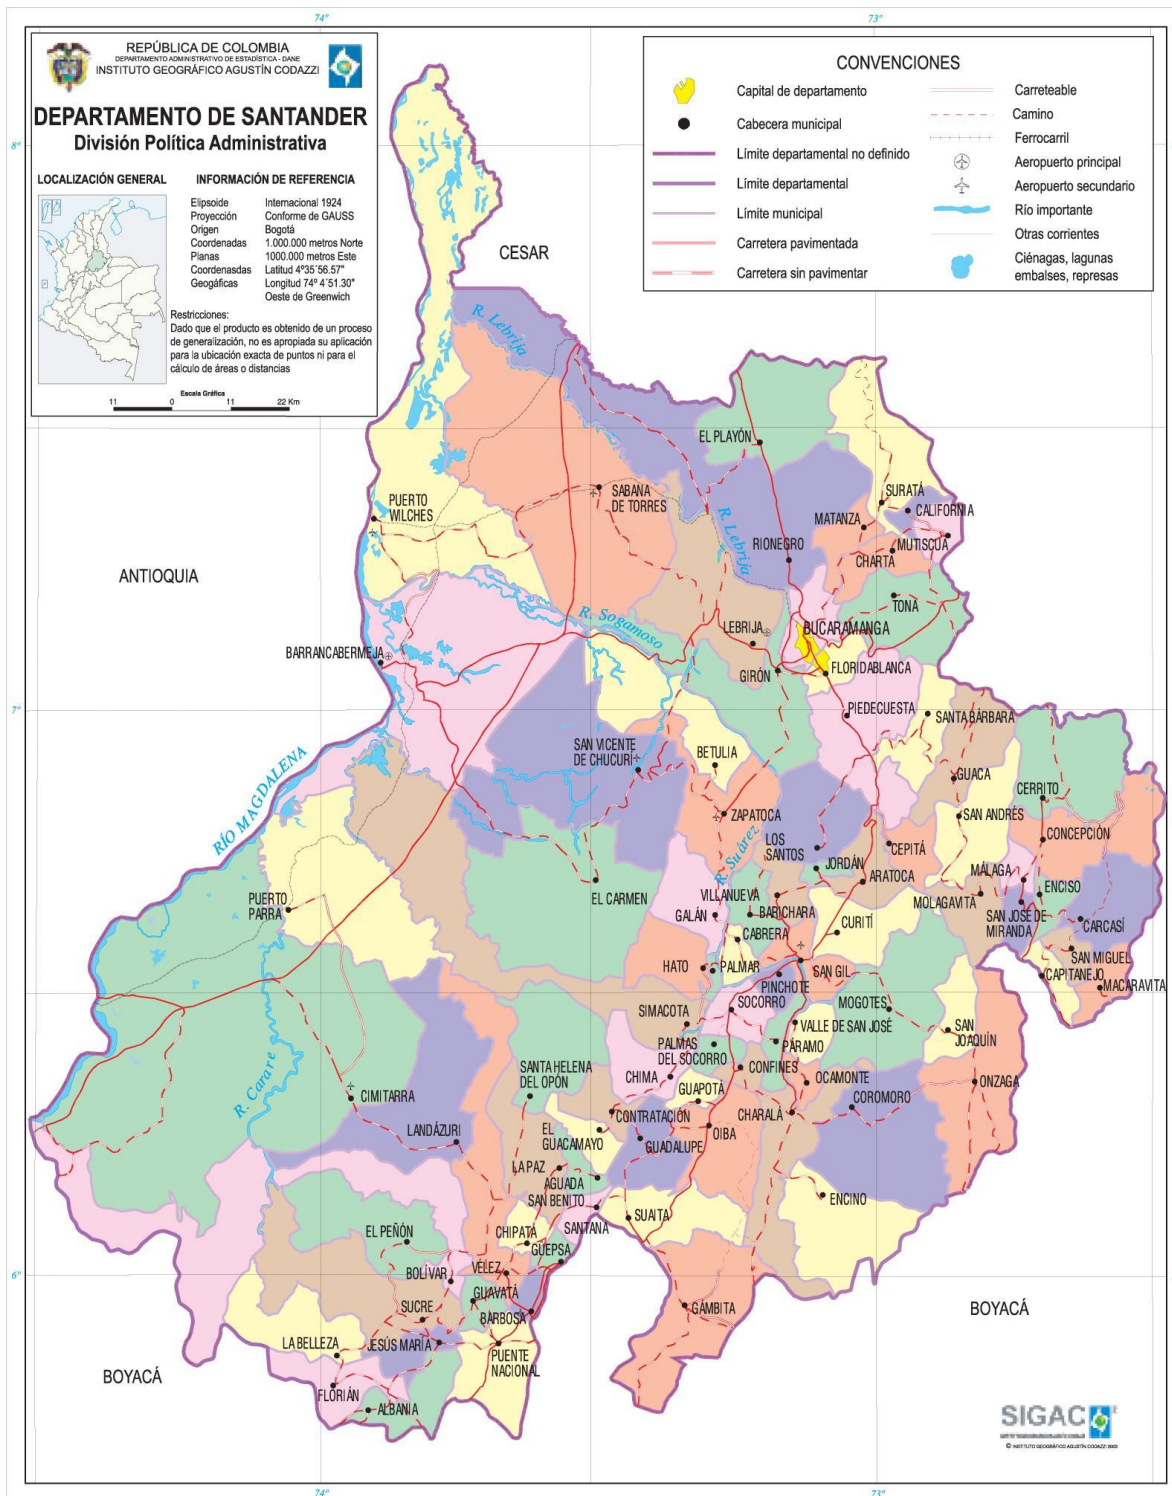 74°
73°
REPÚBLICA DE COLOMBIA
DEPARTAMENTO ADMINISTRATIVO DE ESTADÍSTICA - DANE
INSTITUTO GEOGRÁFICO AGUSTÍN CODAZZI
DEPARTAMENTO DE SANTANDER
División Política Administrativa
LOCALIZACIÓN GENERAL
INFORMACIÓN DE REFERENCIA
Elipsoide Internacional 1924
Proyección Conforme de GAUSS
Origen Bogotá
Coordenadas 1.000.000 metros Norte
Planas 1000.000 metros Este
Coordenasdas Latitud 4°35´56.57"
Geogáficas Longitud 74° 4´51.30"
Oeste de Greenwich
Restricciones:
Dado que el producto es obtenido de un proceso
de generalización, no es apropiada su aplicación
para la ubicación exacta de puntos ni para el
cálculo de áreas o distancias
Escala Gráfica
11 0 11 22 Km
CONVENCIONES
Capital de departamento
Cabecera municipal
Límite departamental no definido
Límite departamental
Límite municipal
Carretera pavimentada
Carretera sin pavimentar
Carreteable
Camino
Ferrocarril
Aeropuerto principal
Aeropuerto secundario
Río importante
Otras corrientes
Ciénagas, lagunas
embalses, represas
8°
CESAR
R. Lebrija
EL PLAYÓN
SABANA
DE TORRES
PUERTO
WILCHES
SURATÁ
CALIFORNIA
MATANZA
MUTISCUA
CHARTA
R. Lebrija
RIONEGRO
ANTIOQUIA
TONA
R. Sogamoso
LEBRIJA
BUCARAMANGA
BARRANCABERMEJA
GIRÓN
FLORIDABLANCA
7°
7°
PIEDECUESTA
SANTA BÁRBARA
SAN VICENTE
DE CHUCURÍ
BETULIA
RÍO MAGDALENA
GUACA
CERRITO
ZAPATOCA
SAN ANDRÉS
CONCEPCIÓN
R. Suárez
LOS
SANTOS
CEPITÁ
JORDÁN
ARATOCA
MÁLAGA
ENCISO
EL CARMEN
VILLANUEVA
MOLAGAVITA
PUERTO
PARRA
GALÁN
BARICHARA
SAN JOSÉ DE
MIRANDA
CARCASÍ
CURITÍ
CABRERA
SAN MIGUEL
HATO
PALMAR
SAN GIL
CAPITANEJO
PINCHOTE
MACARAVITA
SOCORRO
MOGOTES
SIMACOTA
VALLE DE SAN JOSÉ
SAN
JOAQUÍN
PALMAS
DEL SOCORRO
PÁRAMO
R. Carare
SANTA HELENA
DEL OPÓN
CHIMA
CONFINES
OCAMONTE
ONZAGA
CIMITARRA
GUAPOTÁ
COROMORO
CONTRATACIÓN
CHARALÁ
LANDÁZURI
EL
GUACAMAYO
GUADALUPE
OIBA
LA PAZ
AGUADA
SAN BENITO
ENCINO
SUAITA
SANTANA
EL PEÑÓN
CHIPATÁ
GÜEPSA
6°
6°
BOLÍVAR
VÉLEZ
GUAVATÁ
GÁMBITA
BOYACÁ
SUCRE
BARBOSA
LA BELLEZA
JESÚS MARÍA
PUENTE
NACIONAL
BOYACÁ
FLORIÁN
ALBANIA
SIGAC
© INSTITUTO GEOGRÁFICO AGUSTÍN CODAZZI 2003
74°
73°